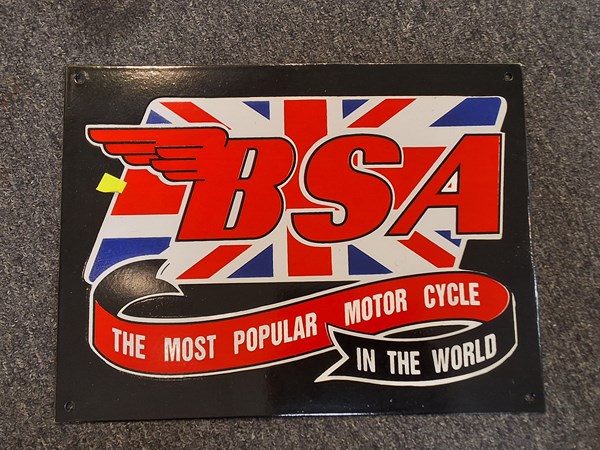 BSA
THE MOST POPULAR MOTOR CYCLE
IN THE WORLD